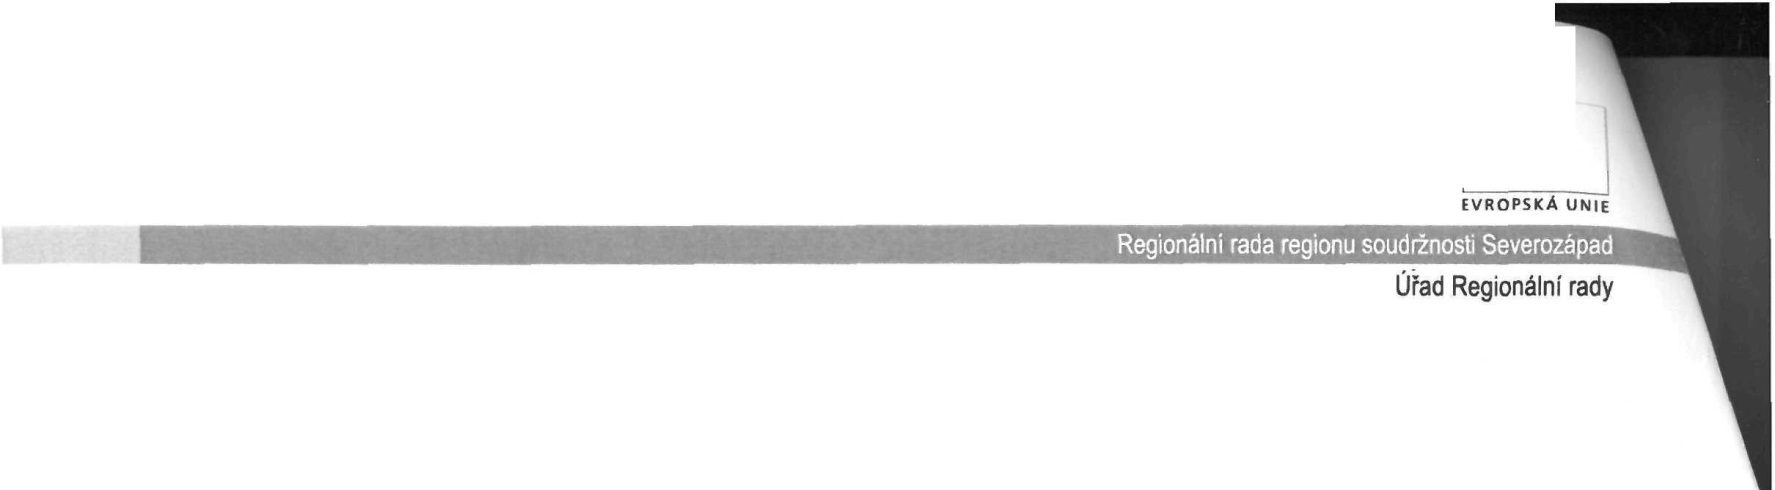 EVROPSKÁ UNIE
Regionální rada regionu soudržnosti Severozápad
Úřad Regionální rady